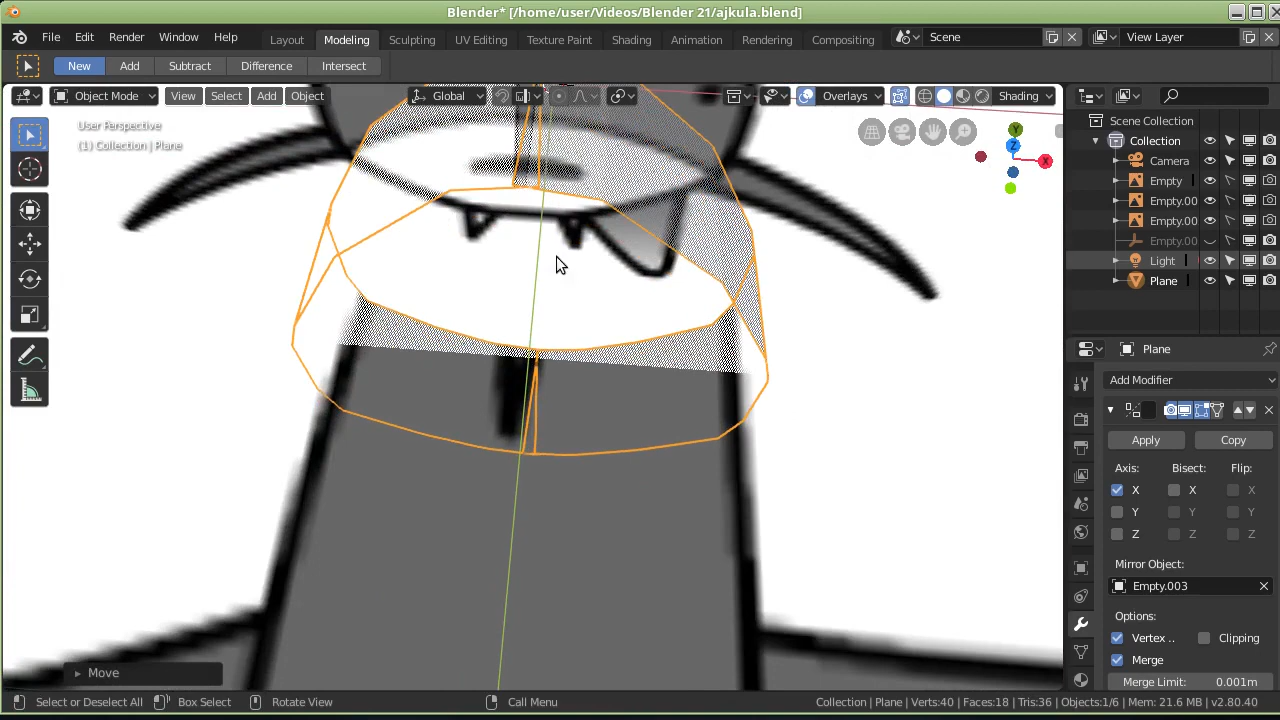 Blender* [/home/user/Videos/Blender 21/ajkula.blend]
File Edit Render Window Help Layout Modeling Sculpting UV Editing Texture Paint Shading Animation Rendering Compositing Scene View Layer
New Add Subtract Difference Intersect
Object Mode View Select Add Object Global Overlays Shading
User Perspective
(1) Collection | Plane
Y
Z
X
Scene Collection
Collection
Camera
Empty
Empty.00
Empty.00
Empty.00
Light
Plane
Plane
Add Modifier
Apply Copy
Axis: Bisect: Flip:
X X X
Y Y Y
Z Z Z
Mirror Object:
Empty.003
Options:
Vertex .. Clipping
Merge
Merge Limit: 0.001m
Move
Select or Deselect All Box Select Rotate View Call Menu Collection | Plane | Verts:40 | Faces:18 | Tris:36 | Objects:1/6 | Mem: 21.6 MB | v2.80.40